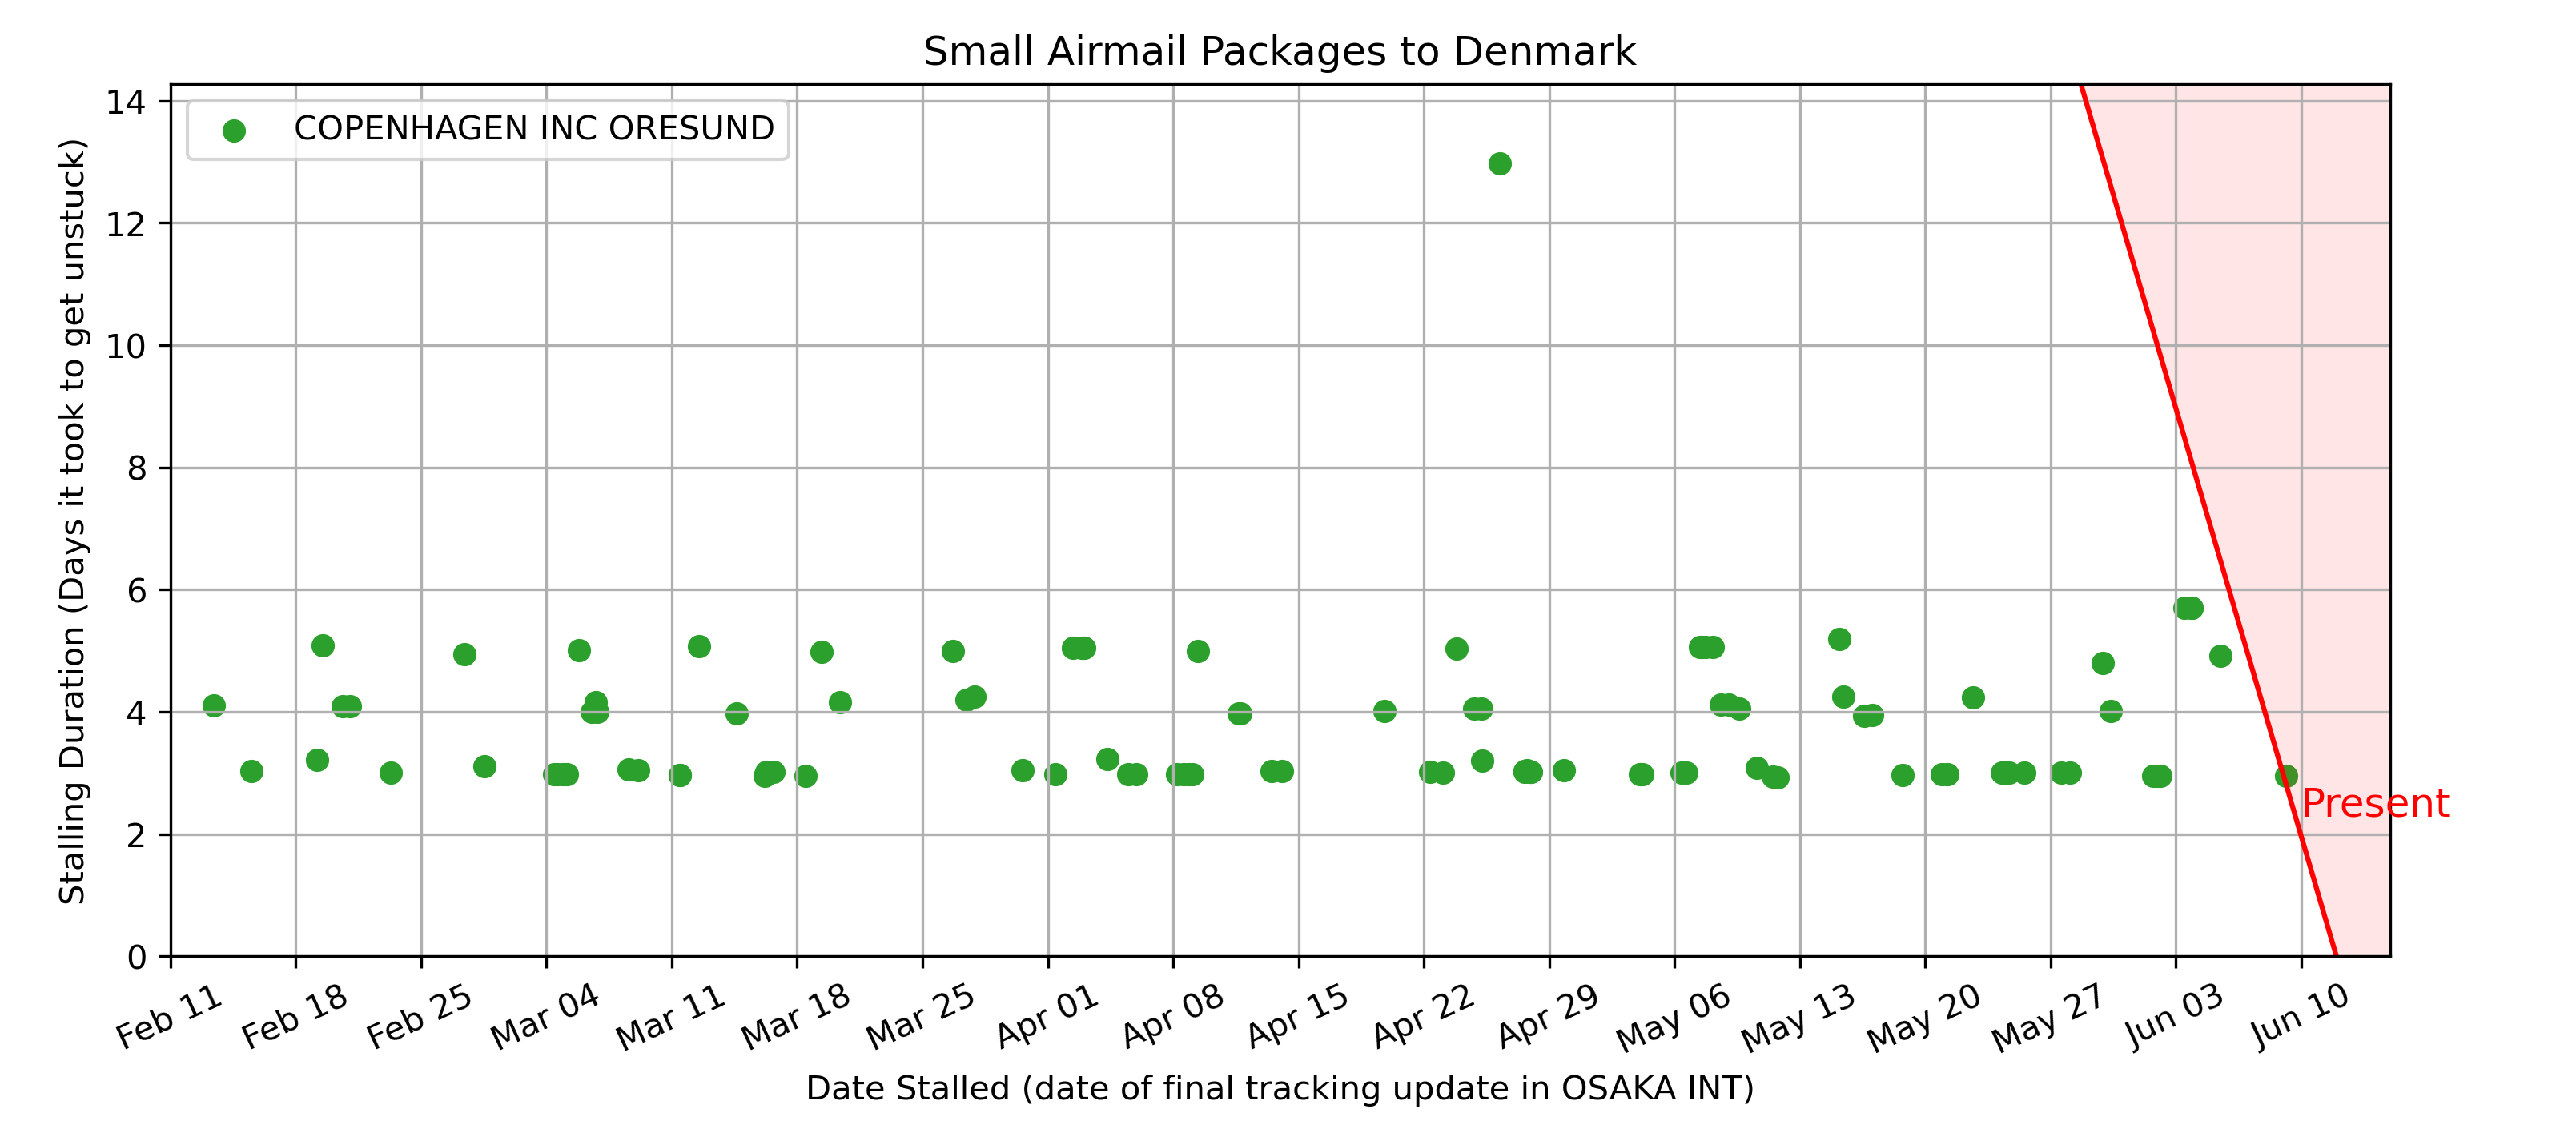 Small Airmail Packages to Denmark
COPENHAGEN INC ORESUND
Stalling Duration (Days it took to get unstuck)
14
12
10
8
6
4
2
0
Present
Feb 11
Feb 18
Feb 25
Mar 04
Mar 11
Mar 18
Mar 25
Apr 01
Apr 08
Apr 15
Apr 22
Apr 29
May 06
May 13
May 20
May 27
Jun 03
Jun 10
Date Stalled (date of final tracking update in OSAKA INT)